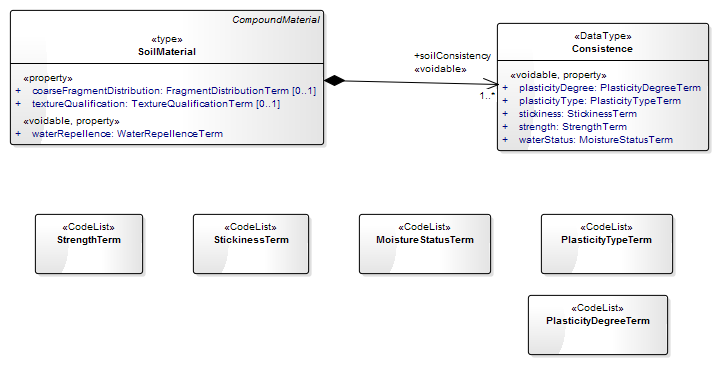 CompoundMaterial
«type»
SoilMaterial
«property»
+ coarseFragmentDistribution: FragmentDistributionTerm [0..1]
+ textureQualification: TextureQualificationTerm [0..1]
«voidable, property»
+ waterRepellence: WaterRepellenceTerm
+soilConsistency
«voidable»
1..*
«DataType»
Consistence
«voidable, property»
+ plasticityDegree: PlasticityDegreeTerm
+ plasticityType: PlasticityTypeTerm
+ stickiness: StickinessTerm
+ strength: StrengthTerm
+ waterStatus: MoistureStatusTerm
«CodeList»
StrengthTerm
«CodeList»
StickinessTerm
«CodeList»
MoistureStatusTerm
«CodeList»
PlasticityTypeTerm
«CodeList»
PlasticityDegreeTerm